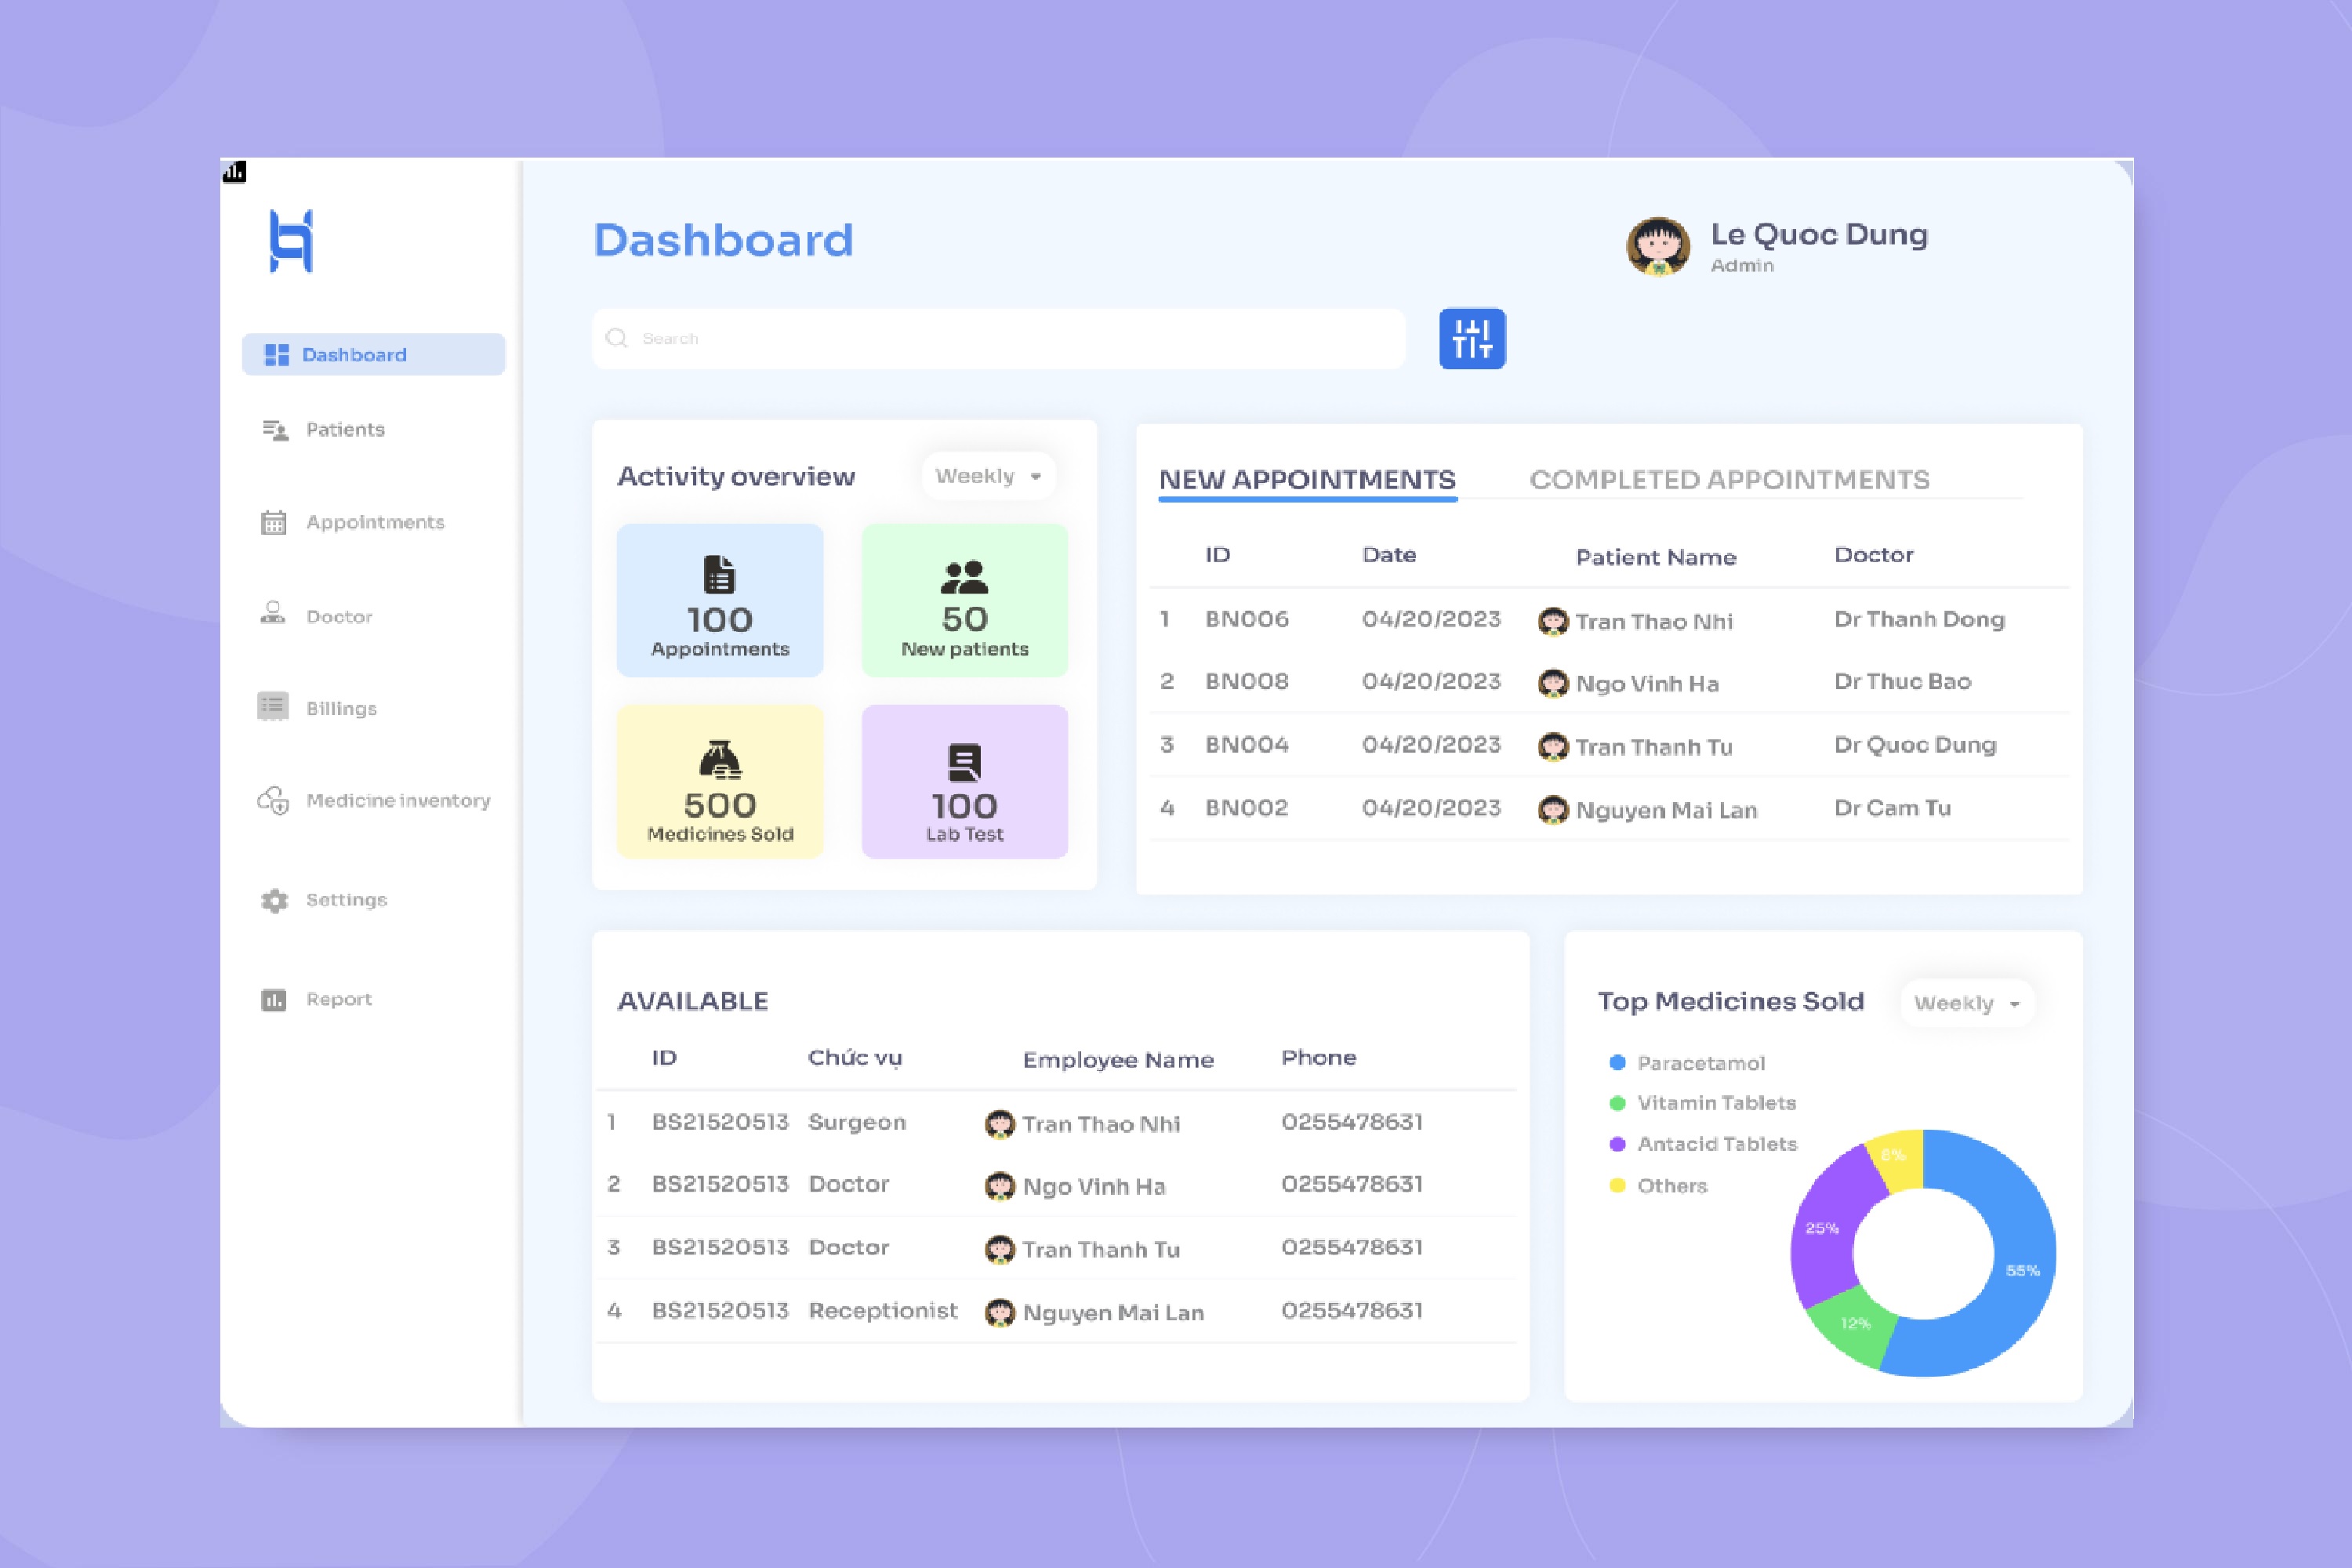 Dashboard
Le Quoc Dung
Admin
Search
Dashboard
Patients
Appointments
Doctor
Billings
Medicine inventory
Settings
Report
Activity overview
Weekly
100
Appointments
50
New patients
500
Medicines Sold
100
Lab Test
NEW APPOINTMENTS COMPLETED APPOINTMENTS
ID Date Patient Name Doctor
1 BN006 04/20/2023 Tran Thao Nhi Dr Thanh Dong
2 BN008 04/20/2023 Ngo Vinh Ha Dr Thuc Bao
3 BN004 04/20/2023 Tran Thanh Tu Dr Quoc Dung
4 BN002 04/20/2023 Nguyen Mai Lan Dr Cam Tu
AVAILABLE
ID Chức vụ Employee Name Phone
1 BS21520513 Surgeon Tran Thao Nhi 0255478631
2 BS21520513 Doctor Ngo Vinh Ha 0255478631
3 BS21520513 Doctor Tran Thanh Tu 0255478631
4 BS21520513 Receptionist Nguyen Mai Lan 0255478631
Top Medicines Sold
Weekly
Paracetamol
Vitamin Tablets
Antacid Tablets
Others
25%
55%
12%